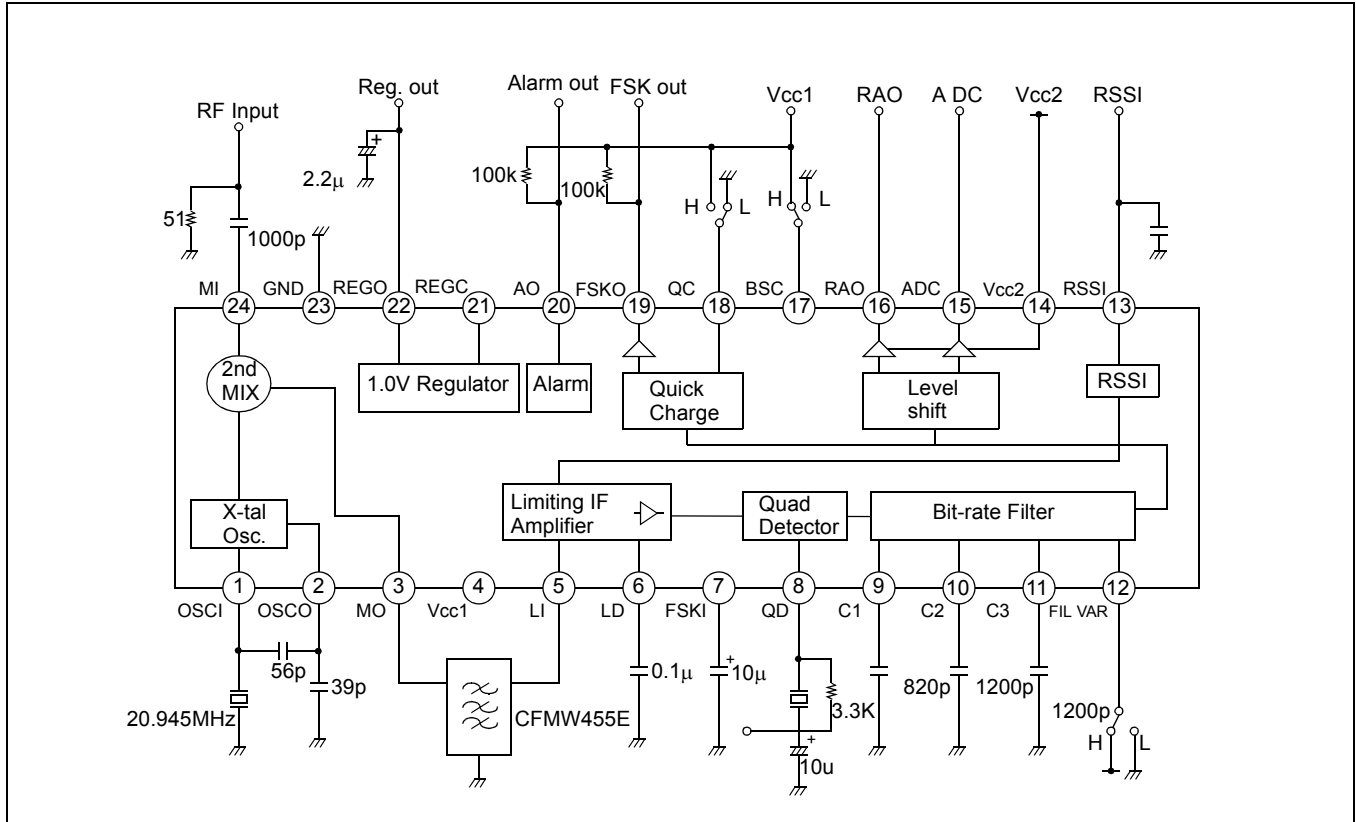 Alarm out
FSK out
Reg. out
Vcc1
RAO
A DC
Vcc2
RSSI
RF Input
+
2.2μ
100k
100k
H
L
H
L
51
1000p
MI
GND
REGO
REGC
AO
FSKO
QC
BSC
RAO
ADC
Vcc2
RSSI
24
23
22
21
20
19
18
17
16
15
14
13
2nd
MIX
1.0V Regulator
Alarm
Quick
Charge
Level
shift
RSSI
X-tal
Osc.
Limiting IF
Amplifier
Quad
Detector
Bit-rate Filter
1
2
3
4
5
6
7
8
9
10
11
12
OSCI
OSCO
MO
Vcc1
LI
LD
FSKI
QD
C1
C2
C3
FIL VAR
56p
39p
0.1μ
+
10μ
820p
1200p
20.945MHz
CFMW455E
3.3K
1200p
+
10u
H
L